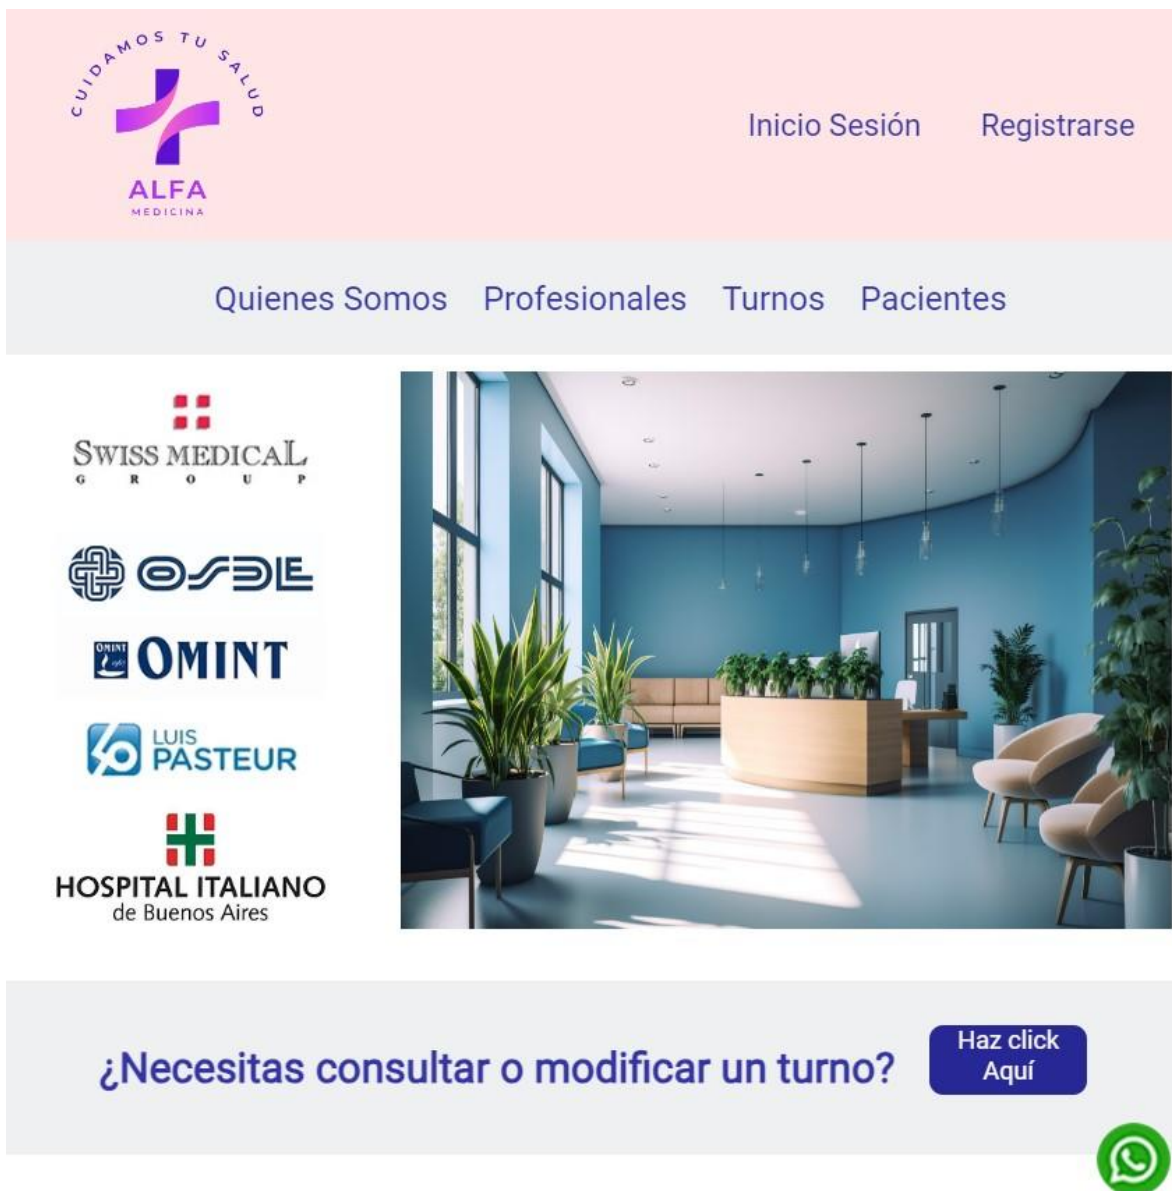 CUIDAMOS TU SALUD
ALFA
MEDICINA
Inicio Sesión Registrarse
Quienes Somos Profesionales Turnos Pacientes
SWISS MEDICAL
GROUP
OSDE
OMINT
OMINT
LUIS
PASTEUR
HOSPITAL ITALIANO
de Buenos Aires
¿Necesitas consultar o modificar un turno?
Haz click
Aquí